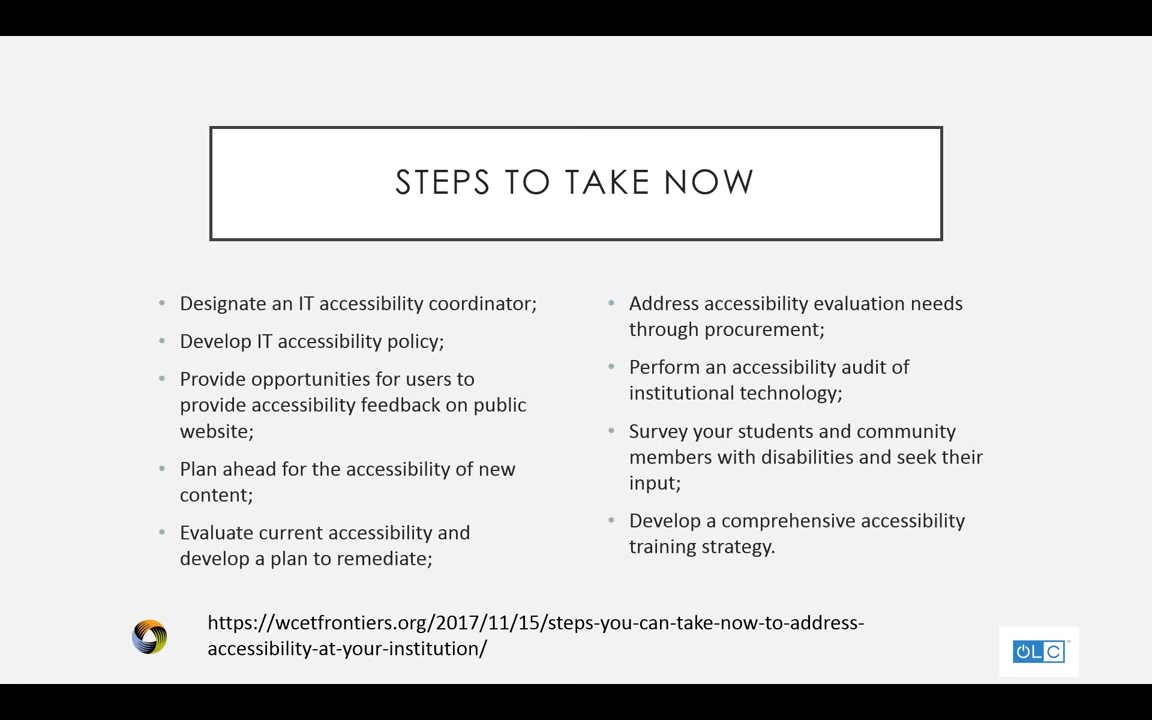 STEPS TO TAKE NOW
• Designate an IT accessibility coordinator;
• Develop IT accessibility policy;
• Provide opportunities for users to
provide accessibility feedback on public
website;
• Plan ahead for the accessibility of new
content;
• Evaluate current accessibility and
develop a plan to remediate;
• Address accessibility evaluation needs
through procurement;
• Perform an accessibility audit of
institutional technology;
• Survey your students and community
members with disabilities and seek their
input;
• Develop a comprehensive accessibility
training strategy.
https://wcetfrontiers.org/2017/11/15/steps-you-can-take-now-to-address-
accessibility-at-your-institution/
OLC